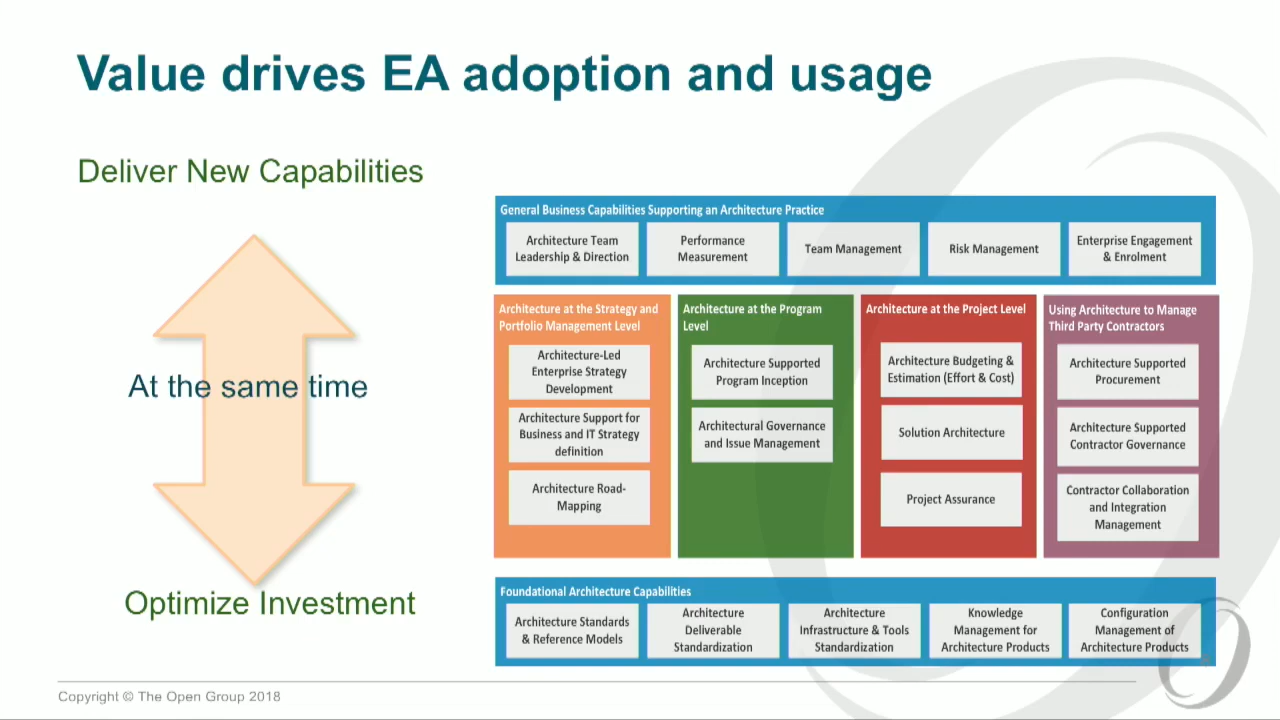 Value drives EA adoption and usage
Deliver New Capabilities
At the same time
Optimize Investment
General Business Capabilities Supporting an Architecture Practice
Architecture Team
Leadership & Direction
Performance
Measurement
Team Management
Risk Management
Enterprise Engagement
& Enrolment
Architecture at the Strategy and
Portfolio Management Level
Architecture-Led
Enterprise Strategy
Development
Architecture Support for
Business and IT Strategy
definition
Architecture Road-
Mapping
Architecture at the Program
Level
Architecture Supported
Program Inception
Architectural Governance
and Issue Management
Architecture at the Project Level
Architecture Budgeting &
Estimation (Effort & Cost)
Solution Architecture
Project Assurance
Using Architecture to Manage
Third Party Contractors
Architecture Supported
Procurement
Architecture Supported
Contractor Governance
Contractor Collaboration
and Integration
Management
Foundational Architecture Capabilities
Architecture Standards
& Reference Models
Architecture
Deliverable
Standardization
Architecture
Infrastructure & Tools
Standardization
Knowledge
Management for
Architecture Products
Configuration
Management of
Architecture Products
Copyright © The Open Group 2018